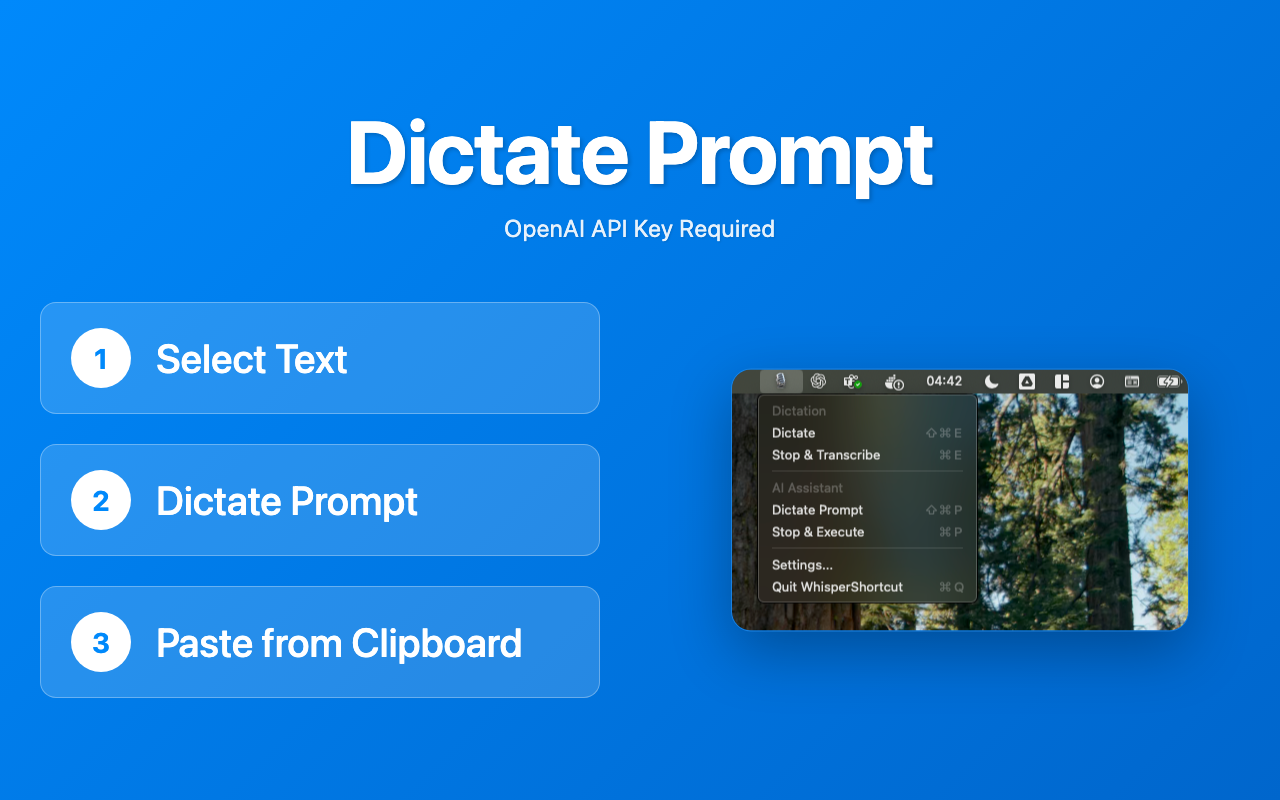 Dictate Prompt
OpenAI API Key Required
1 Select Text
2 Dictate Prompt
3 Paste from Clipboard
04:42
Dictation
Dictate ⇧⌘E
Stop & Transcribe ⌘E
AI Assistant
Dictate Prompt ⇧⌘P
Stop & Execute ⌘P
Settings...
Quit WhisperShortcut ⌘Q